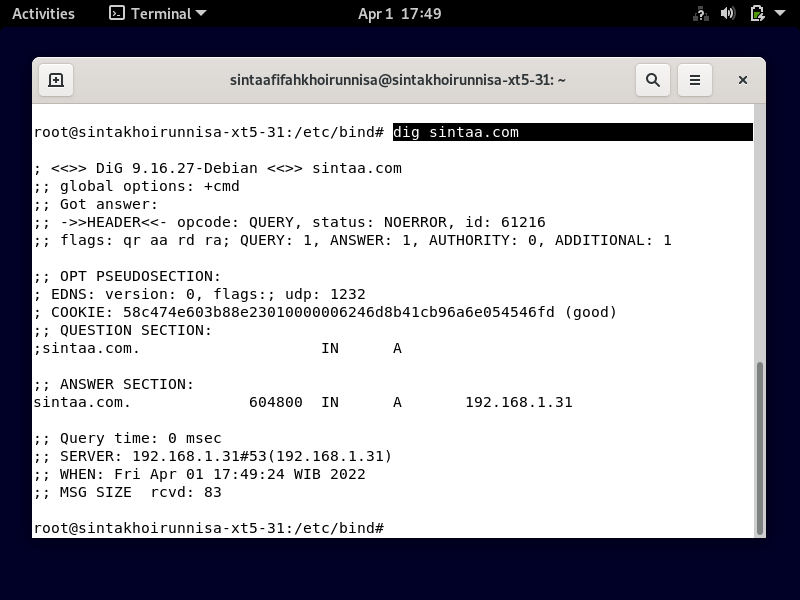 Activities Terminal Apr 1 17:49
sintaafifahkhoirunnisa@sintakhoirunnisa-xt5-31: ~
root@sintakhoirunnisa-xt5-31:/etc/bind# dig sintaa.com
; <<>> DiG 9.16.27-Debian <<>> sintaa.com
;; global options: +cmd
;; Got answer:
;; ->>HEADER<<- opcode: QUERY, status: NOERROR, id: 61216
;; flags: qr aa rd ra; QUERY: 1, ANSWER: 1, AUTHORITY: 0, ADDITIONAL: 1
;; OPT PSEUDOSECTION:
; EDNS: version: 0, flags:; udp: 1232
; COOKIE: 58c474e603b88e23010000006246d8b41cb96a6e054546fd (good)
;; QUESTION SECTION:
;sintaa.com. IN A
;; ANSWER SECTION:
sintaa.com. 604800 IN A 192.168.1.31
;; Query time: 0 msec
;; SERVER: 192.168.1.31#53(192.168.1.31)
;; WHEN: Fri Apr 01 17:49:24 WIB 2022
;; MSG SIZE rcvd: 83
root@sintakhoirunnisa-xt5-31:/etc/bind#